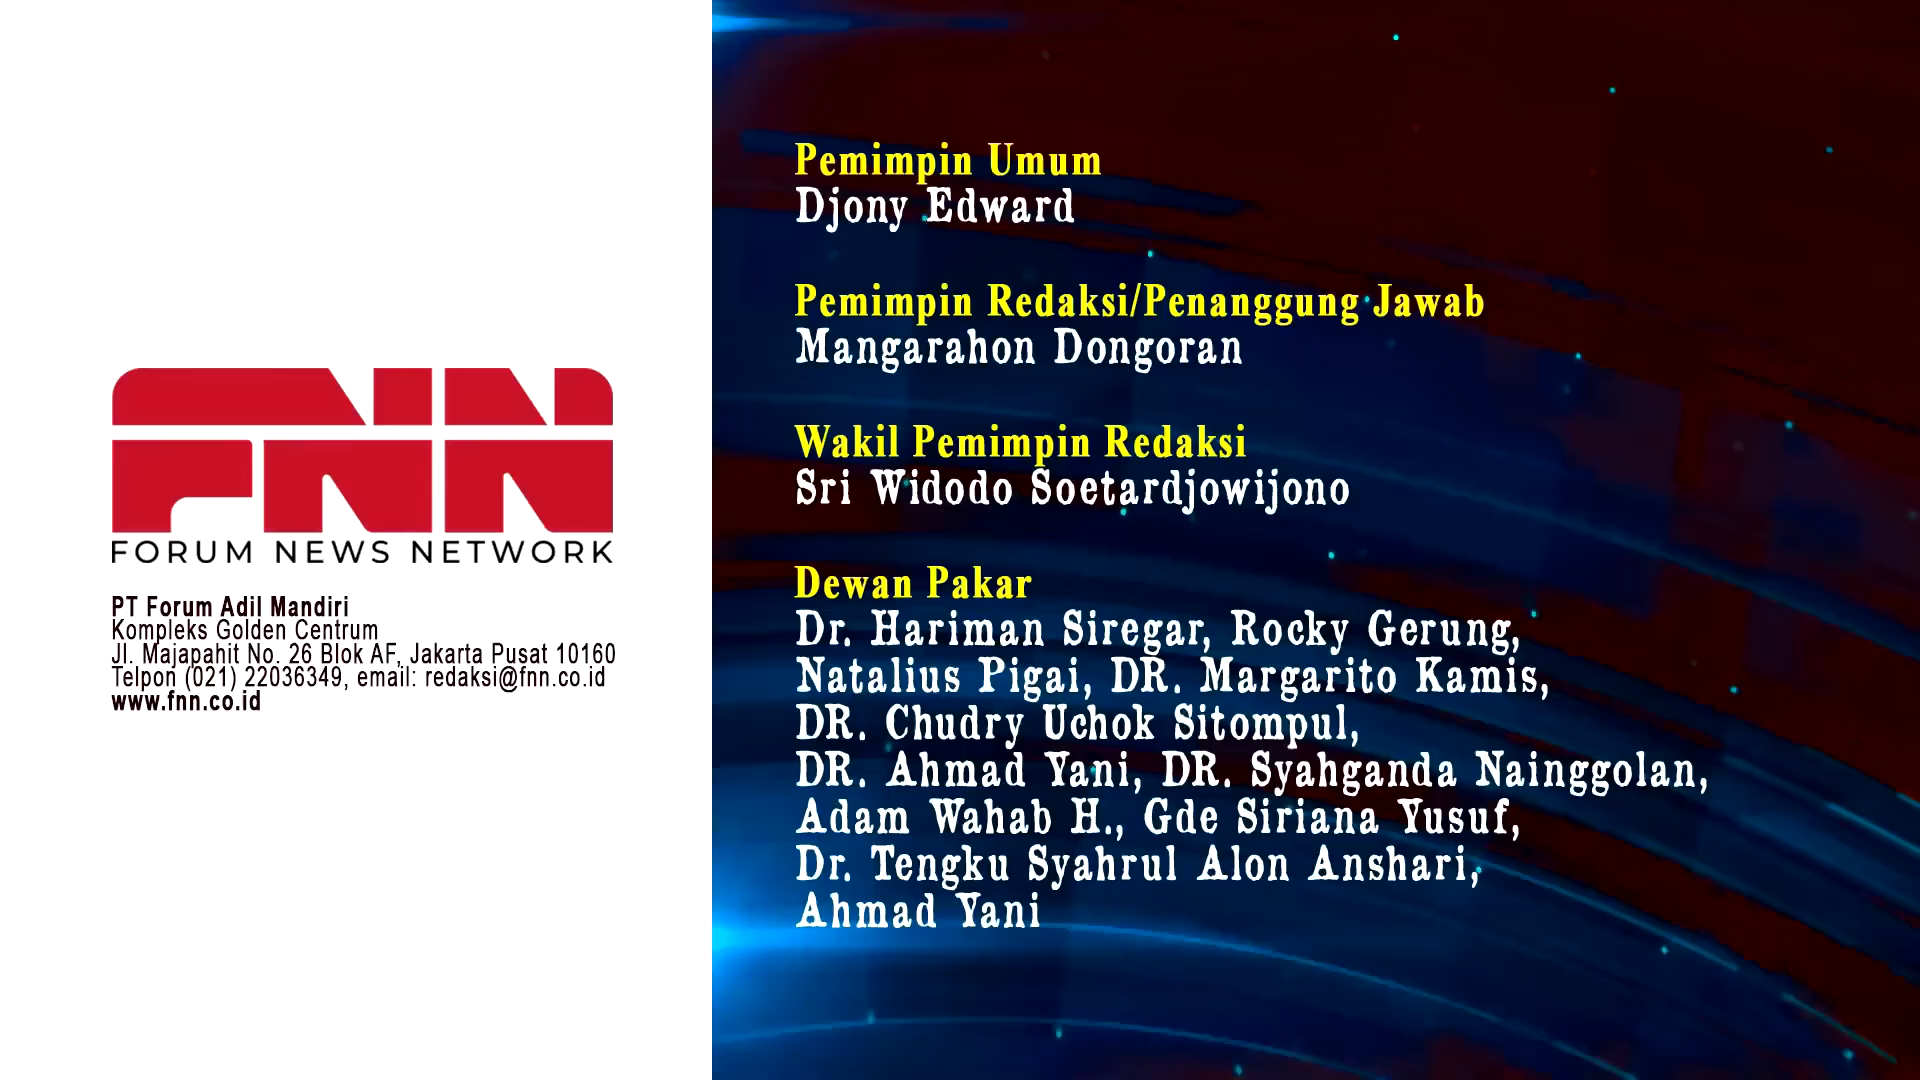 FNN
FORUM NEWS NETWORK
PT Forum Adil Mandiri
Kompleks Golden Centrum
Jl. Majapahit No. 26 Blok AF, Jakarta Pusat 10160
Telpon (021) 22036349, email: redaksi@fnn.co.id
www.fnn.co.id
Pemimpin Umum
Djony Edward
Pemimpin Redaksi/Penanggung Jawab
Mangarahon Dongoran
Wakil Pemimpin Redaksi
Sri Widodo Soetardjowijono
Dewan Pakar
Dr. Hariman Siregar, Rocky Gerung,
Natalius Pigai, DR. Margarito Kamis,
DR. Chudry Uchok Sitompul,
DR. Ahmad Yani, DR. Syahganda Nainggolan,
Adam Wahab H., Gde Siriana Yusuf,
Dr. Tengku Syahrul Alon Anshari,
Ahmad Yani